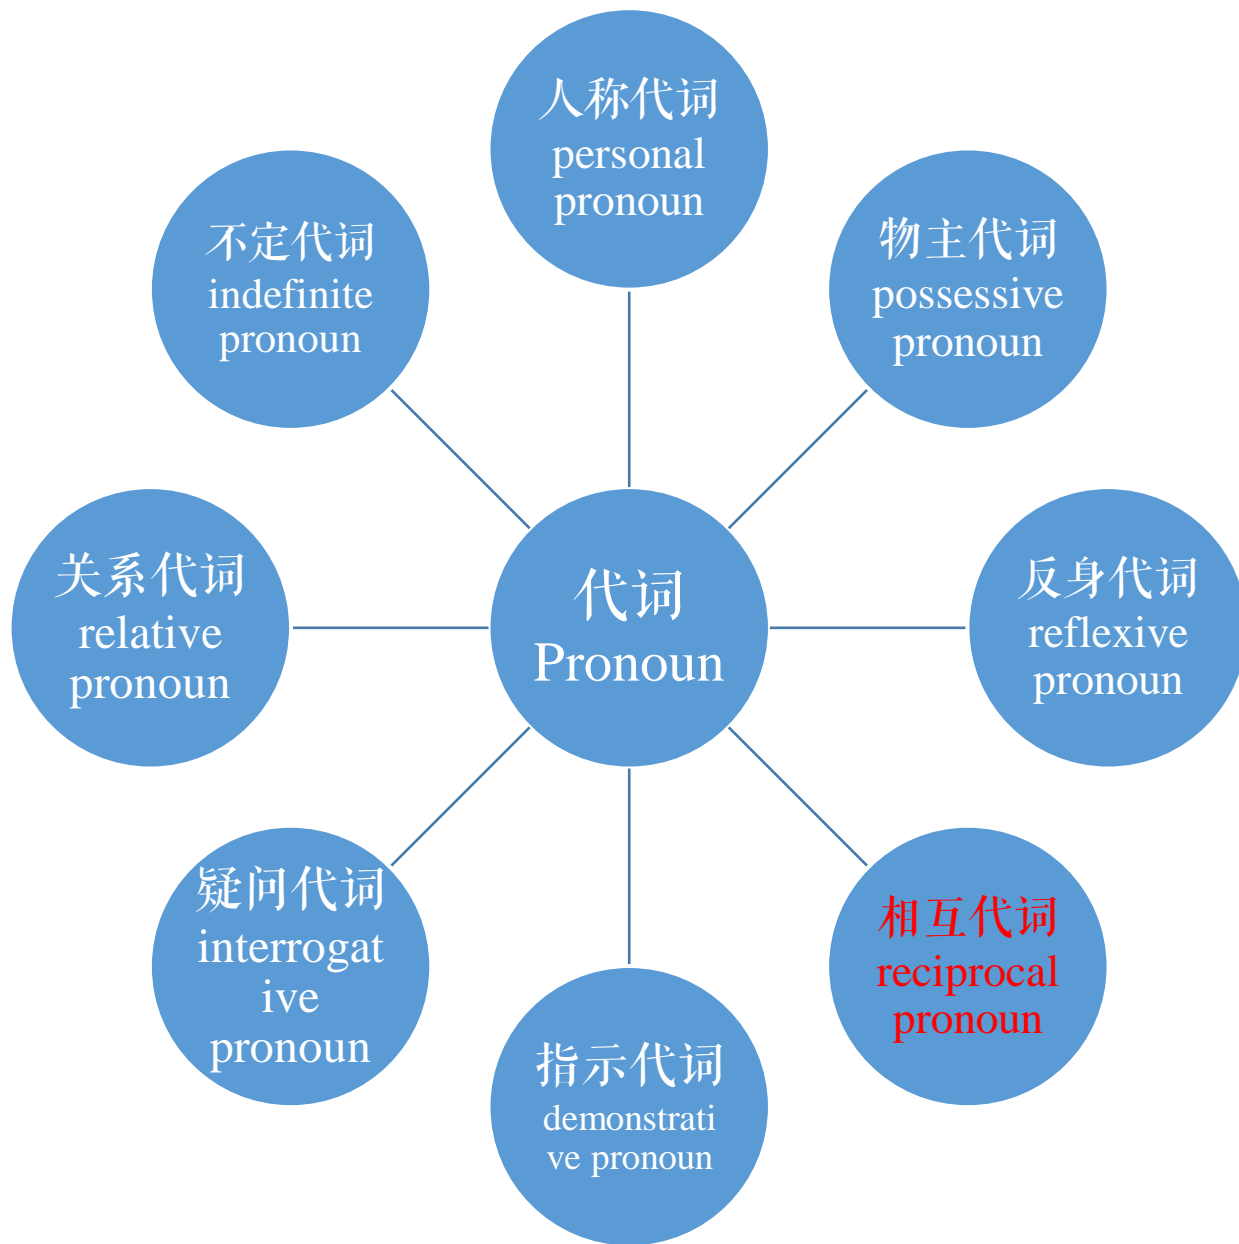 人称代词
personal
pronoun
不定代词
indefinite
pronoun
物主代词
possessive
pronoun
关系代词
relative
pronoun
代词
Pronoun
反身代词
reflexive
pronoun
疑问代词
interrogat
ive
pronoun
相互代词
reciprocal
pronoun
指示代词
demonstrati
ve pronoun